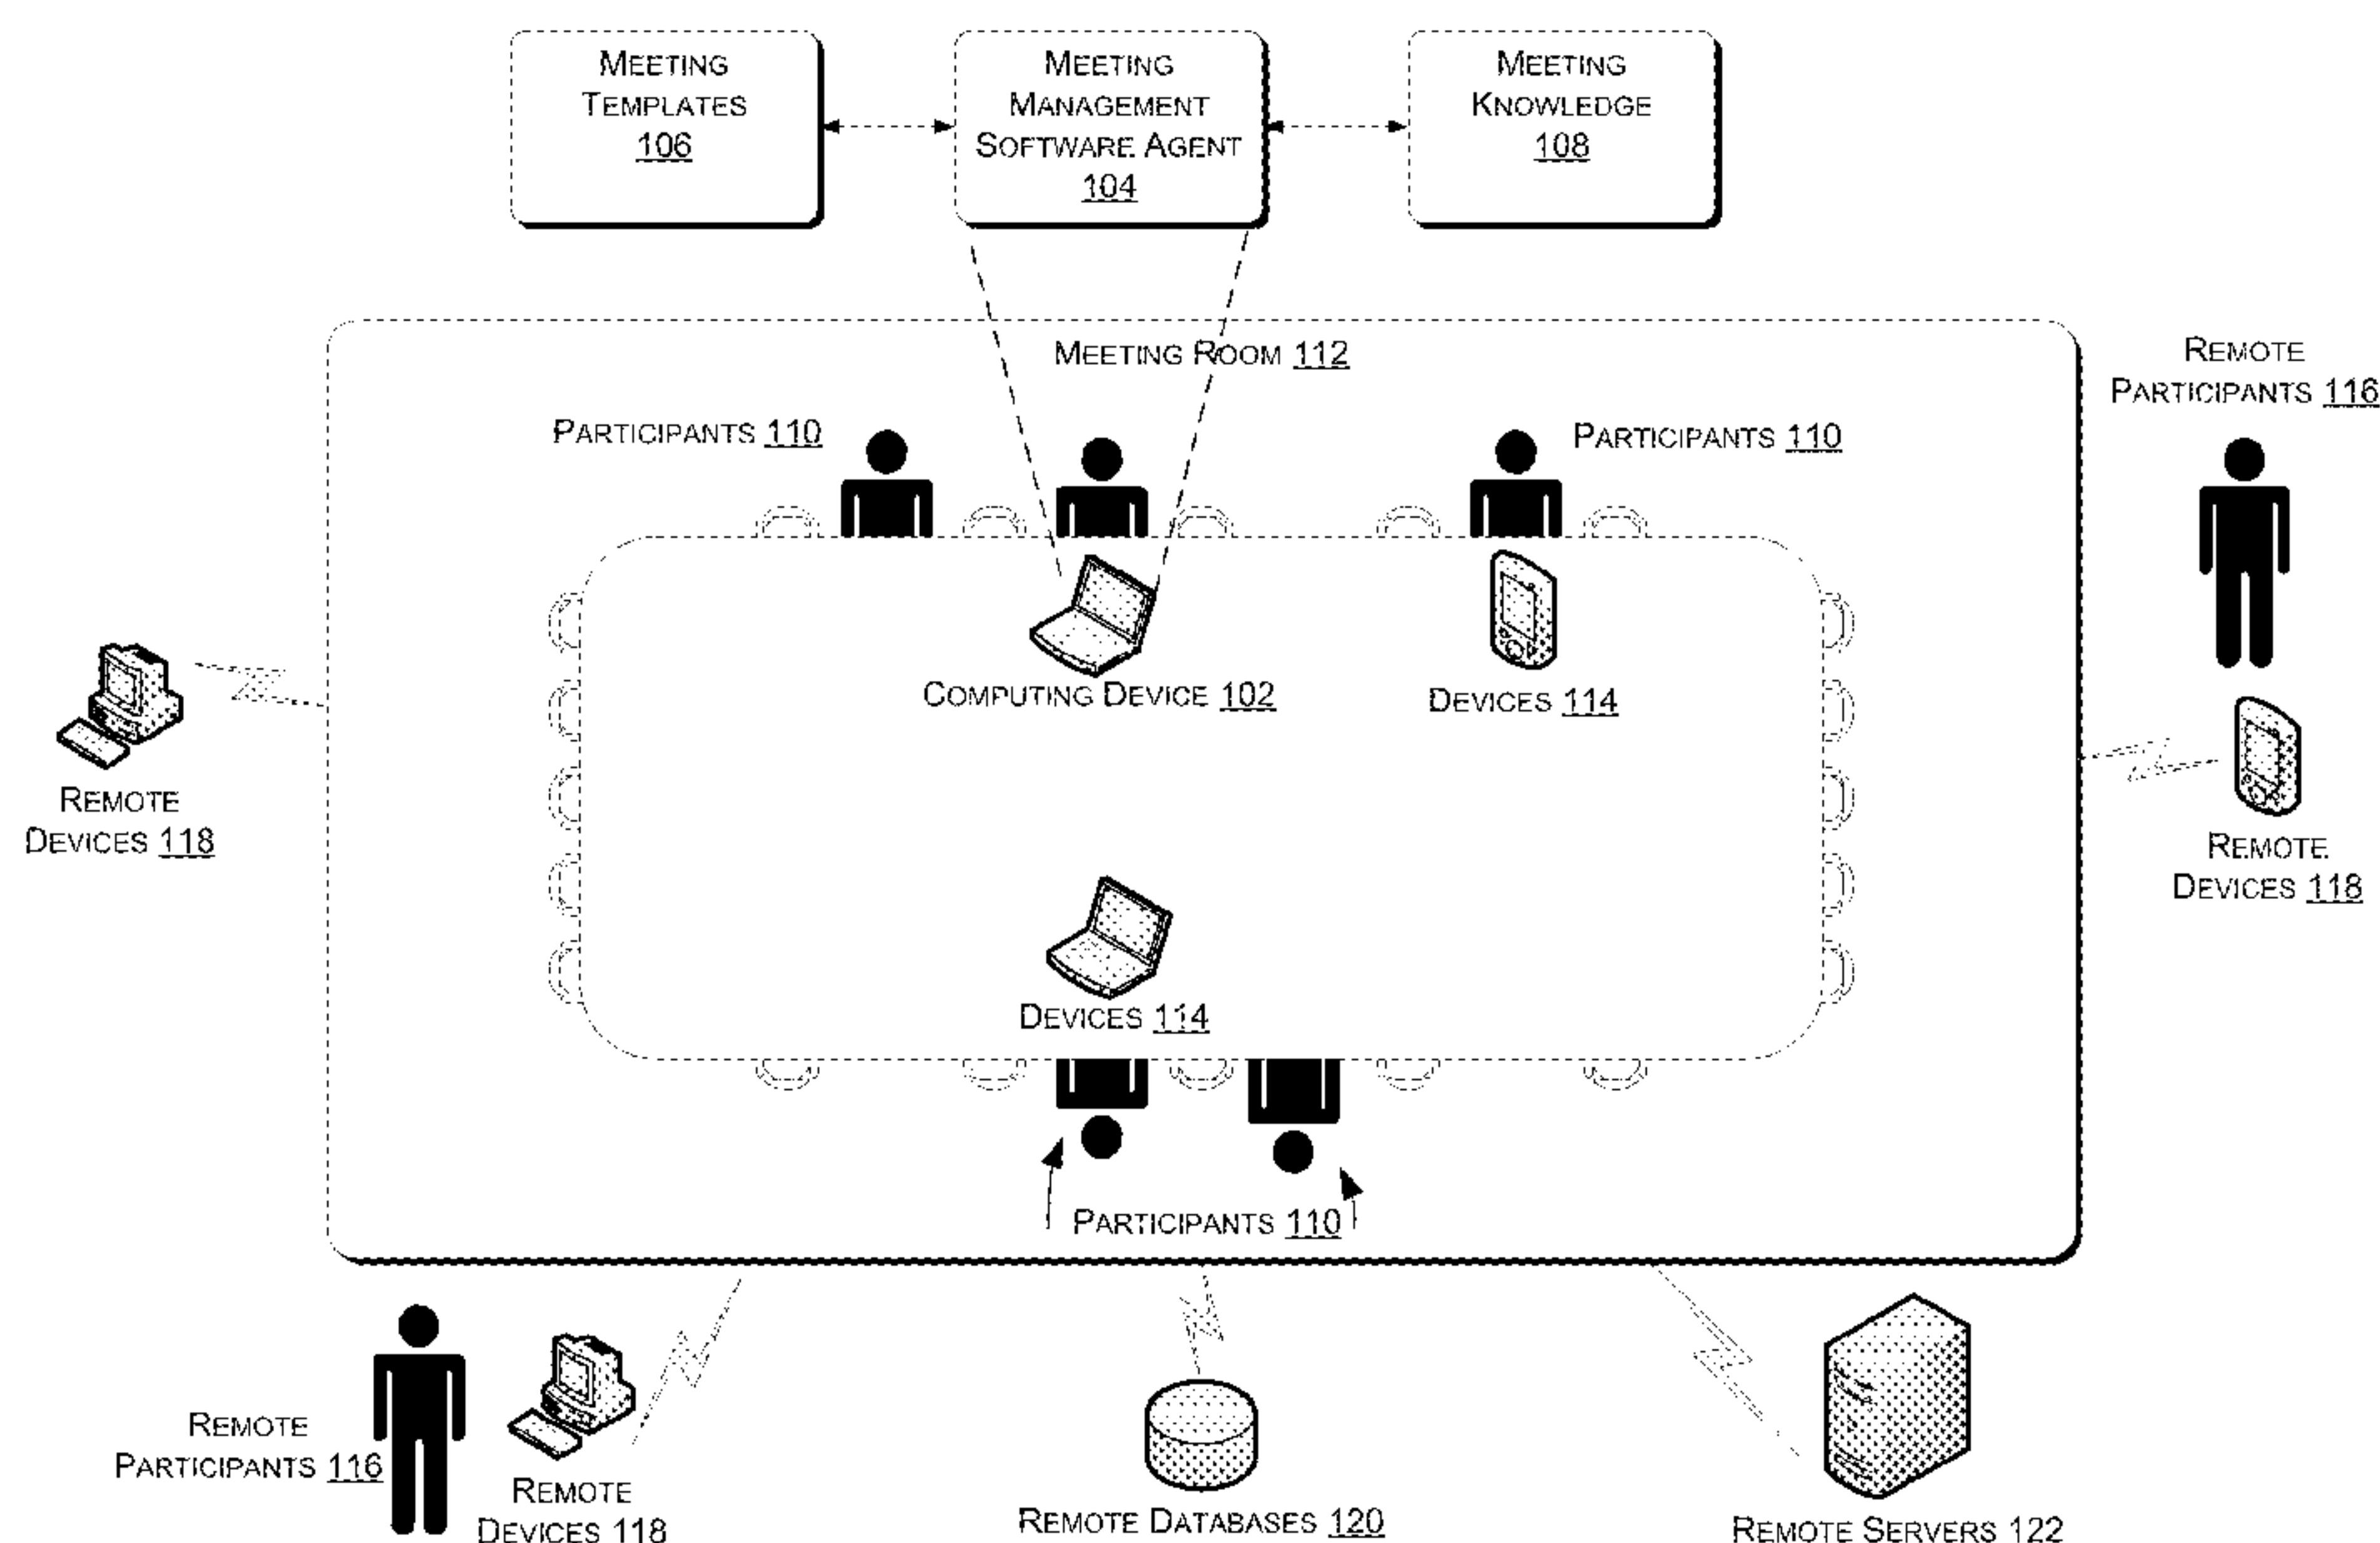 MEETING
TEMPLATES
106
MEETING
MANAGEMENT
SOFTWARE AGENT
104
MEETING
KNOWLEDGE
108
MEETING ROOM 112
REMOTE
PARTICIPANTS 116
PARTICIPANTS 110
PARTICIPANTS 110
COMPUTING DEVICE 102
DEVICES 114
REMOTE
DEVICES 118
REMOTE
DEVICES 118
DEVICES 114
PARTICIPANTS 110
REMOTE
PARTICIPANTS 116
REMOTE
DEVICES 118
REMOTE DATABASES 120
REMOTE SERVERS 122